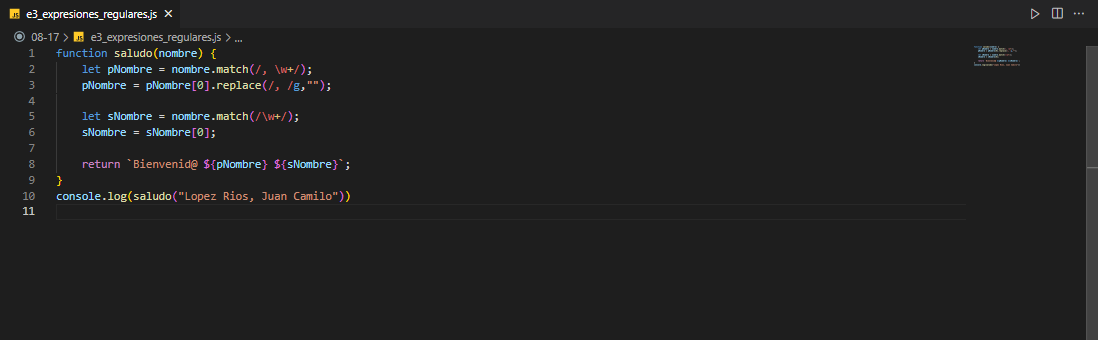 JS e3_expresiones_regulares.js ×
08-17 > JS e3_expresiones_regulares.js > ...
1 function saludo(nombre) {
2     let pNombre = nombre.match(/, \w+/);
3     pNombre = pNombre[0].replace(/, /g,"");
4
5     let sNombre = nombre.match(/\w+/);
6     sNombre = sNombre[0];
7
8     return `Bienvenid@ ${pNombre} ${sNombre}`;
9 }
10 console.log(saludo("Lopez Rios, Juan Camilo"))
11